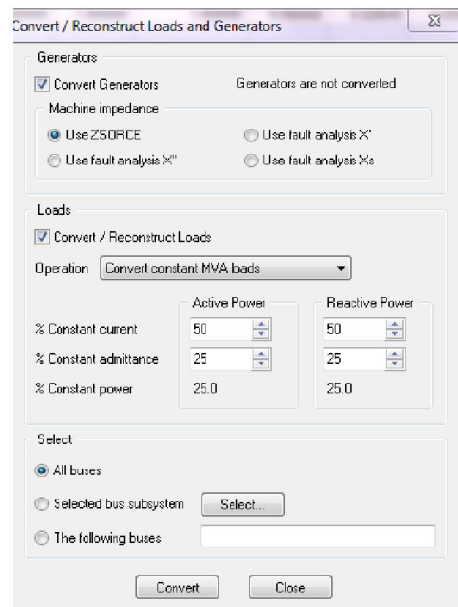 Convert / Reconstruct Loads and Generators
Generators
Convert Generators Generators are not converted
Machine impedance
Use ZSORCE Use fault analysis X'
Use fault analysis X" Use fault analysis Xs
Loads
Convert / Reconstruct Loads
Operation Convert constant MVA loads
Active Power Reactive Power
% Constant current 50 50
% Constant admittance 25 25
% Constant power 25.0 25.0
Select
All buses
Selected bus subsystem Select...
The following buses
Convert Close